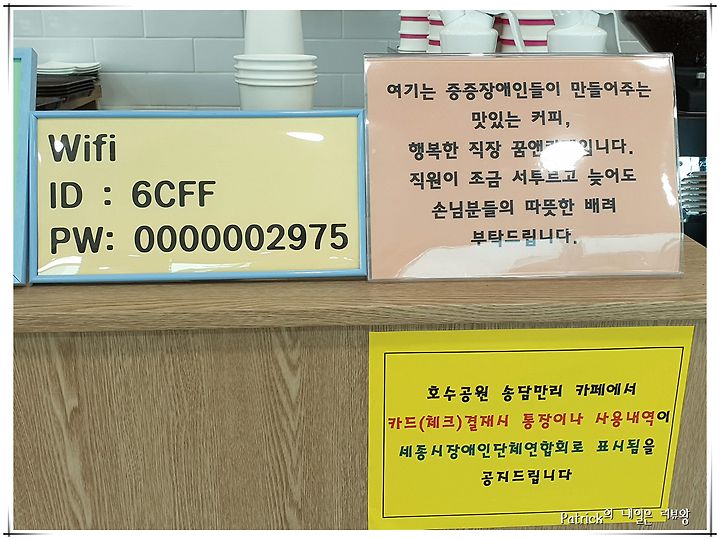 Wifi
ID : 6CFF
PW: 0000002975
여기는 중증장애인들이 만들어주는
맛있는 커피,
행복한 직장
직원이 조금 서투르고 늦어도
손님분들의 따뜻한 배려
부탁드립니다.
호수공원 송담만리 카페에서
카드(체크)결재시 통장이나 사용내역이
세종시장애인단체연합회로 표시됨을
공지드립니다
Patrick의 내일은 리뷰왕